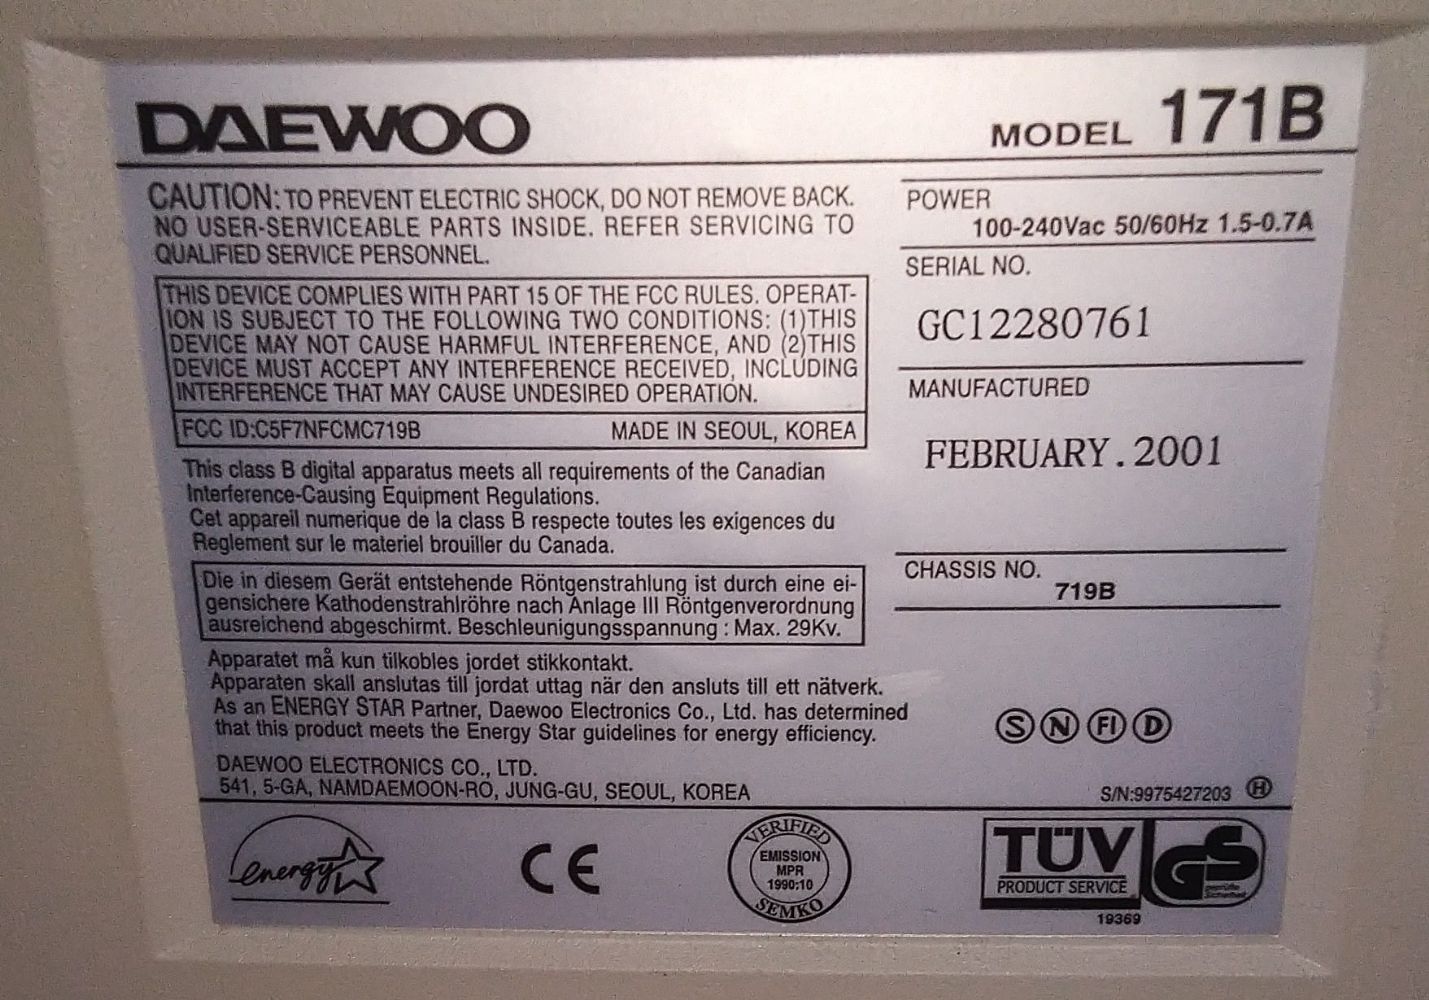 DAEWOO
MODEL 171B
CAUTION: TO PREVENT ELECTRIC SHOCK, DO NOT REMOVE BACK.
NO USER-SERVICEABLE PARTS INSIDE. REFER SERVICING TO
QUALIFIED SERVICE PERSONNEL.
THIS DEVICE COMPLIES WITH PART 15 OF THE FCC RULES. OPERAT-
ION IS SUBJECT TO THE FOLLOWING TWO CONDITIONS: (1)THIS
DEVICE MAY NOT CAUSE HARMFUL INTERFERENCE, AND (2)THIS
DEVICE MUST ACCEPT ANY INTERFERENCE RECEIVED, INCLUDING
INTERFERENCE THAT MAY CAUSE UNDESIRED OPERATION.
FCC ID:C5F7NFCMC719B MADE IN SEOUL, KOREA
This class B digital apparatus meets all requirements of the Canadian
Interference-Causing Equipment Regulations.
Cet appareil numerique de la class B respecte toutes les exigences du
Reglement sur le materiel brouiller du Canada.
Die in diesem Gerät entstehende Röntgenstrahlung ist durch eine ei-
gensichere Kathodenstrahlröhre nach Anlage III Röntgenverordnung
ausreichend abgeschirmt. Beschleunigungsspannung : Max. 29Kv.
Apparatet må kun tilkobles jordet stikkontakt.
Apparaten skall anslutas till jordat uttag när den ansluts till ett nätverk.
As an ENERGY STAR Partner, Daewoo Electronics Co., Ltd. has determined
that this product meets the Energy Star guidelines for energy efficiency.
DAEWOO ELECTRONICS CO., LTD.
541, 5-GA, NAMDAEMOON-RO, JUNG-GU, SEOUL, KOREA
POWER
100-240Vac 50/60Hz 1.5-0.7A
SERIAL NO.
GC12280761
MANUFACTURED
FEBRUARY.2001
CHASSIS NO.
719B
S N FI D
S/N:9975427203 H
energy
CE
VERIFIED
EMISSION
MPR
1990:10
SEMKO
TÜV
PRODUCT SERVICE
GS
geprüfte
Sicherheit
19369